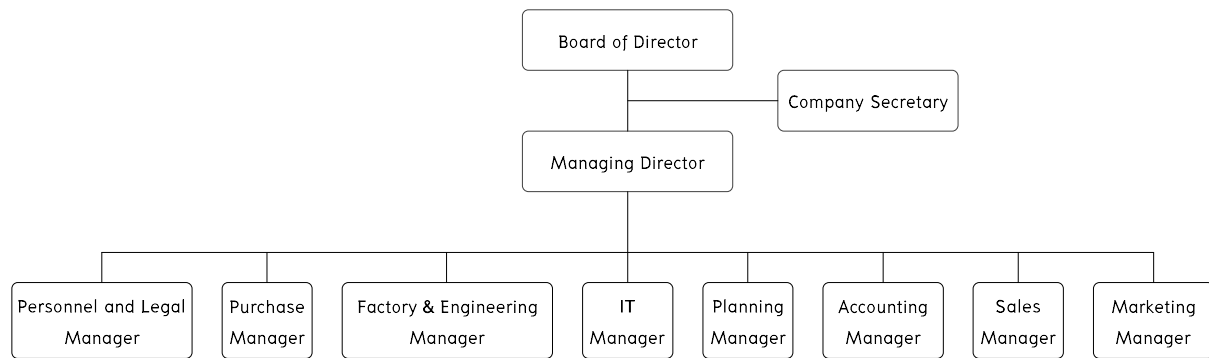 Board of Director
Company Secretary
Managing Director
Personnel and Legal
Manager
Purchase
Manager
Factory & Engineering
Manager
IT
Manager
Planning
Manager
Accounting
Manager
Sales
Manager
Marketing
Manager